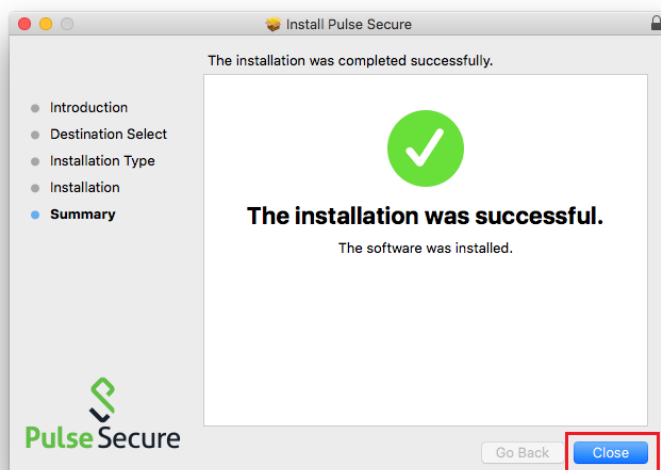 Install Pulse Secure
The installation was completed successfully.
Introduction
Destination Select
Installation Type
Installation
Summary
The installation was successful.
The software was installed.
Pulse Secure
Go Back
Close